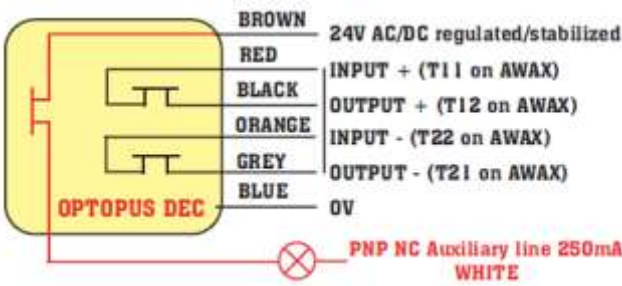 BROWN
24V AC/DC regulated/stabilized
RED
INPUT + (T11 on AWAX)
BLACK
OUTPUT + (T12 on AWAX)
ORANGE
INPUT - (T22 on AWAX)
GREY
OUTPUT - (T21 on AWAX)
BLUE
OPTOPUS DEC
0V
PNP NC Auxiliary line 250mA
WHITE